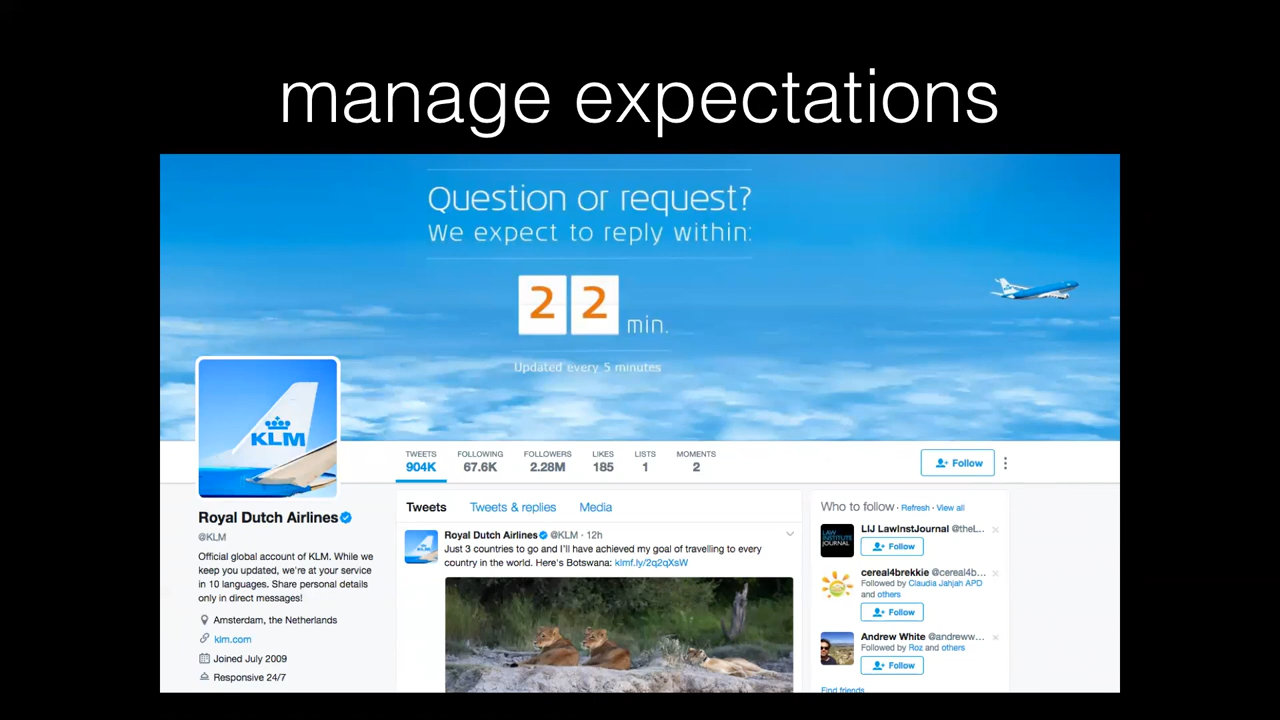 manage expectations
Question or request?
We expect to reply within:
2 2 min.
Updated every 5 minutes
KLM
TWEETS FOLLOWING FOLLOWERS LIKES LISTS MOMENTS
904K 67.6K 2.28M 185 1 2
Follow
Royal Dutch Airlines
@KLM
Official global account of KLM. While we
keep you updated, we're at your service
in 10 languages. Share personal details
only in direct messages!
Amsterdam, the Netherlands
klm.com
Joined July 2009
Responsive 24/7
Tweets Tweets & replies Media
Royal Dutch Airlines @KLM · 12h
Just 3 countries to go and I'll have achieved my goal of travelling to every
country in the world. Here's Botswana: klmf.ly/2q2qXsW
Who to follow · Refresh · View all
LAW
INSTITUTE
JOURNAL
LIJ LawInstJournal @theL...
Follow
cereal4brekkie @cereal4b...
Followed by Claudia Jahjah APD
and others
Follow
Andrew White @andreww...
Followed by Roz and others
Follow
Find friends